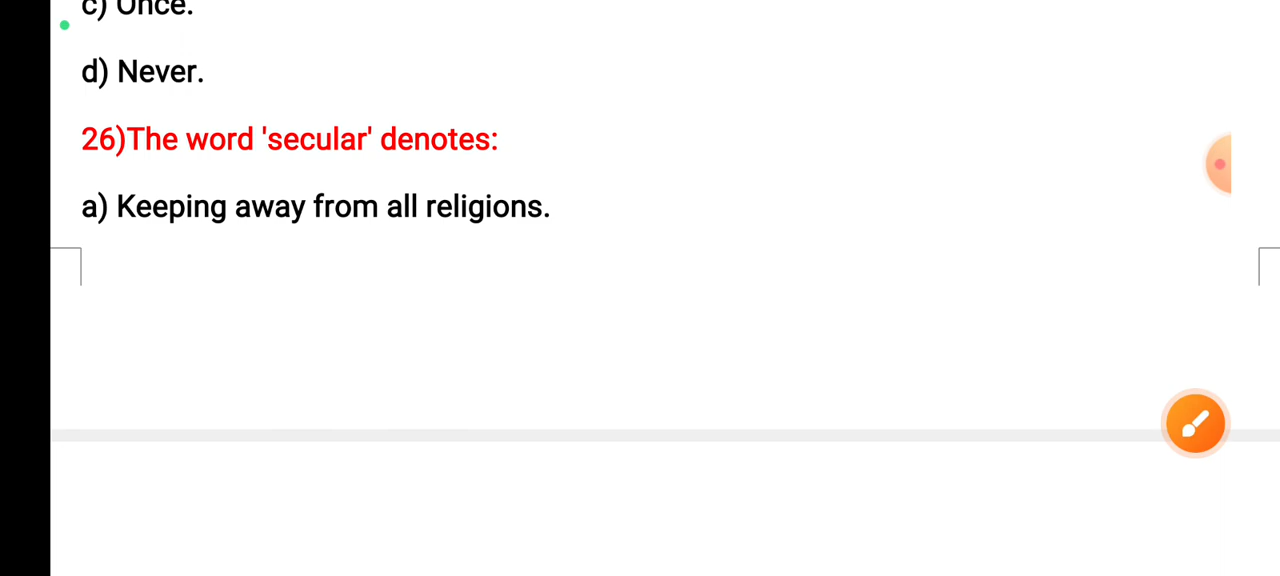 c) Once.
d) Never.
26)The word 'secular' denotes:
a) Keeping away from all religions.